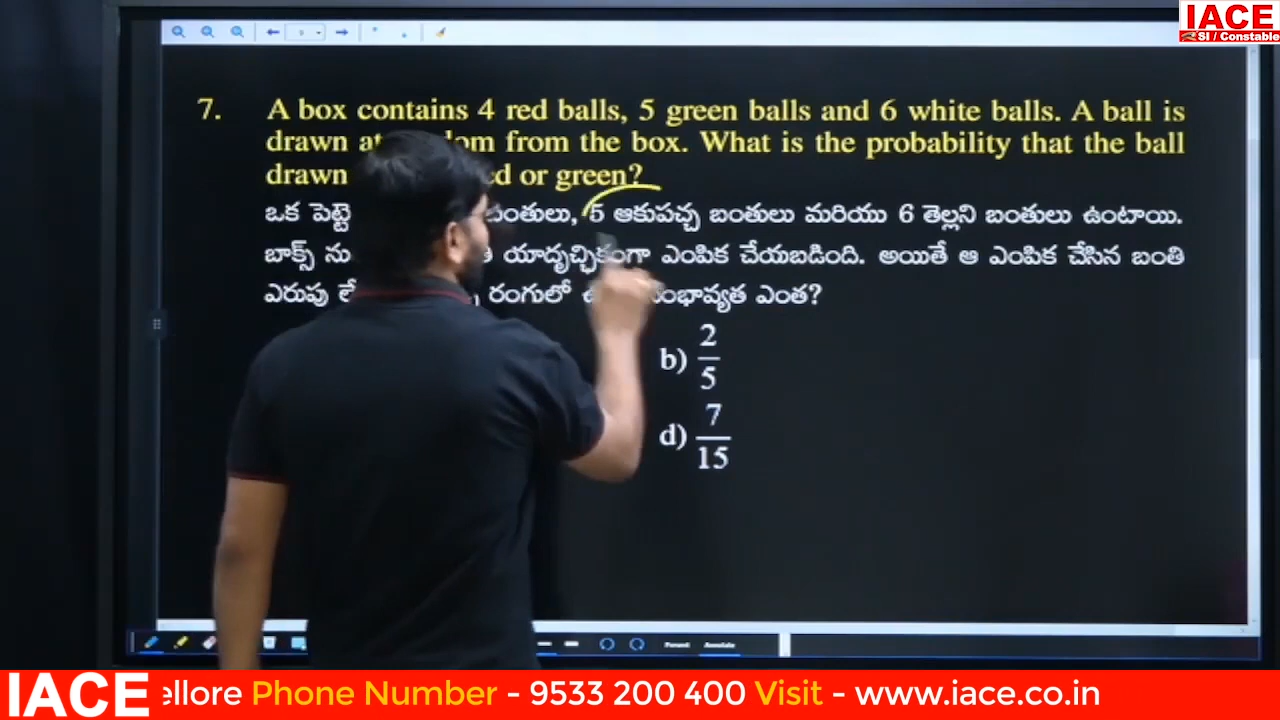 IACE
SI / Constable
7. A box contains 4 red balls, 5 green balls and 6 white balls. A ball is
drawn at from the box. What is the probability that the ball
drawn or green?
ఒక పెట్టె 5 ఆకుపచ్చ బంతులు మరియు 6 తెల్లని బంతులు ఉంటాయి.
బాక్స్ యాదృచ్ఛికంగా ఎంపిక చేయబడింది. అయితే ఆ ఎంపిక చేసిన బంతి
ఎరుపు రంగులో ఎంత?
b) 2/5
d) 7/15
IACE ellore Phone Number - 9533 200 400 Visit - www.iace.co.in